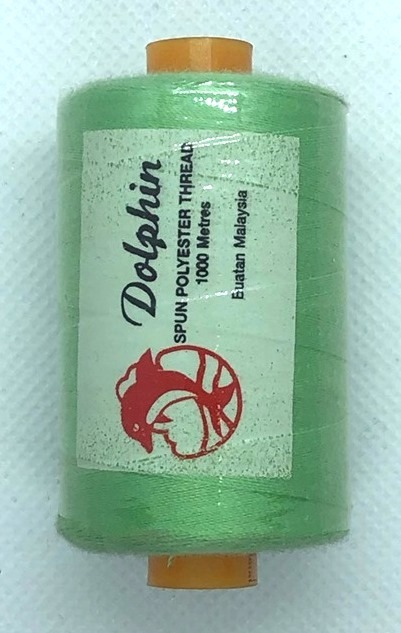 Dolphin
SPUN POLYESTER THREAD
1000 Metres
Buatan Malaysia